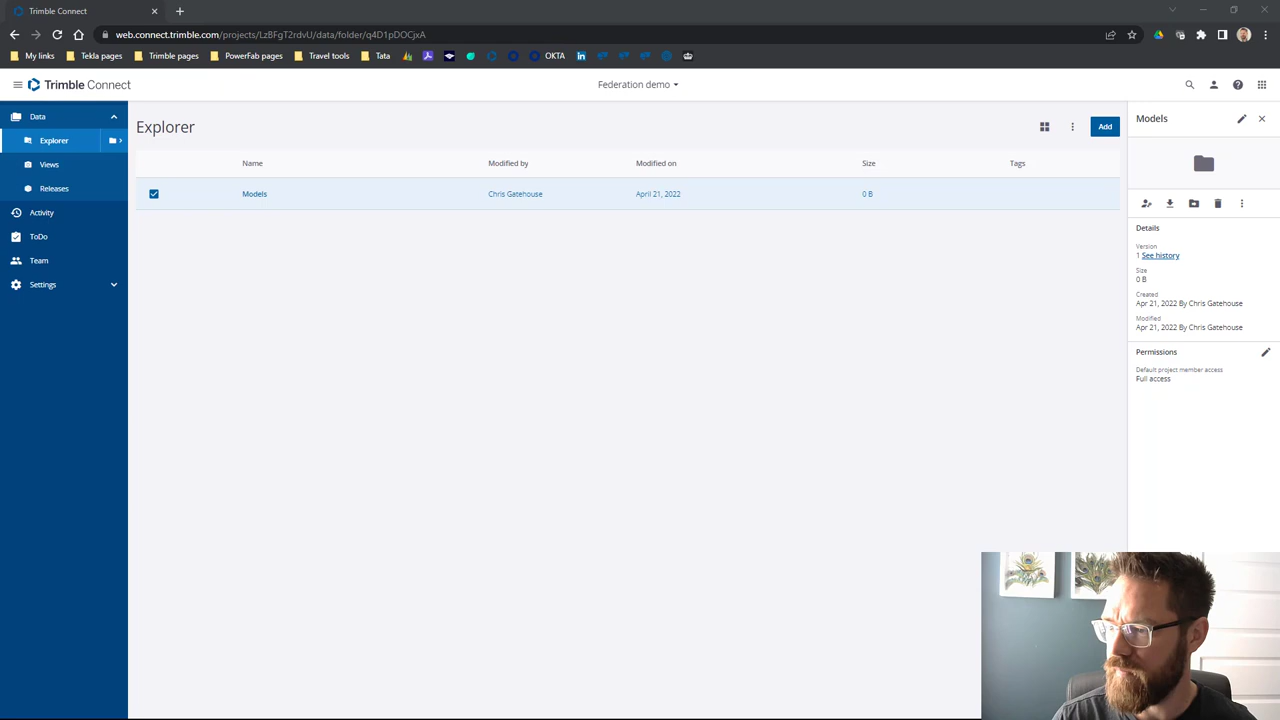 Trimble Connect
web.connect.trimble.com/projects/LzBFgT2rdvU/data/folder/q4D1pDOCjxA
My links
Tekla pages
Trimble pages
PowerFab pages
Travel tools
Tata
OKTA
Trimble Connect
Federation demo
Data
Explorer
Views
Releases
Activity
ToDo
Team
Settings
Explorer
Add
Name Modified by Modified on Size Tags
Models Chris Gatehouse April 21, 2022 0 B
Models
Details
Version
1 See history
Size
0 B
Created
Apr 21, 2022 By Chris Gatehouse
Modified
Apr 21, 2022 By Chris Gatehouse
Permissions
Default project member access
Full access